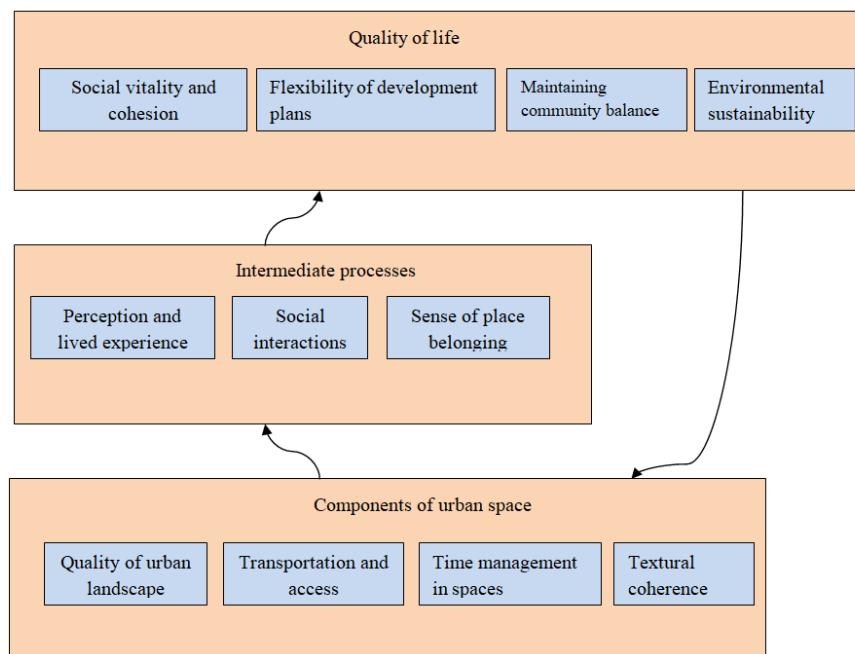 Quality of life
Social vitality and
cohesion
Flexibility of development
plans
Maintaining
community balance
Environmental
sustainability
Intermediate processes
Perception and
lived experience
Social
interactions
Sense of place
belonging
Components of urban space
Quality of urban
landscape
Transportation and
access
Time management
in spaces
Textural
coherence